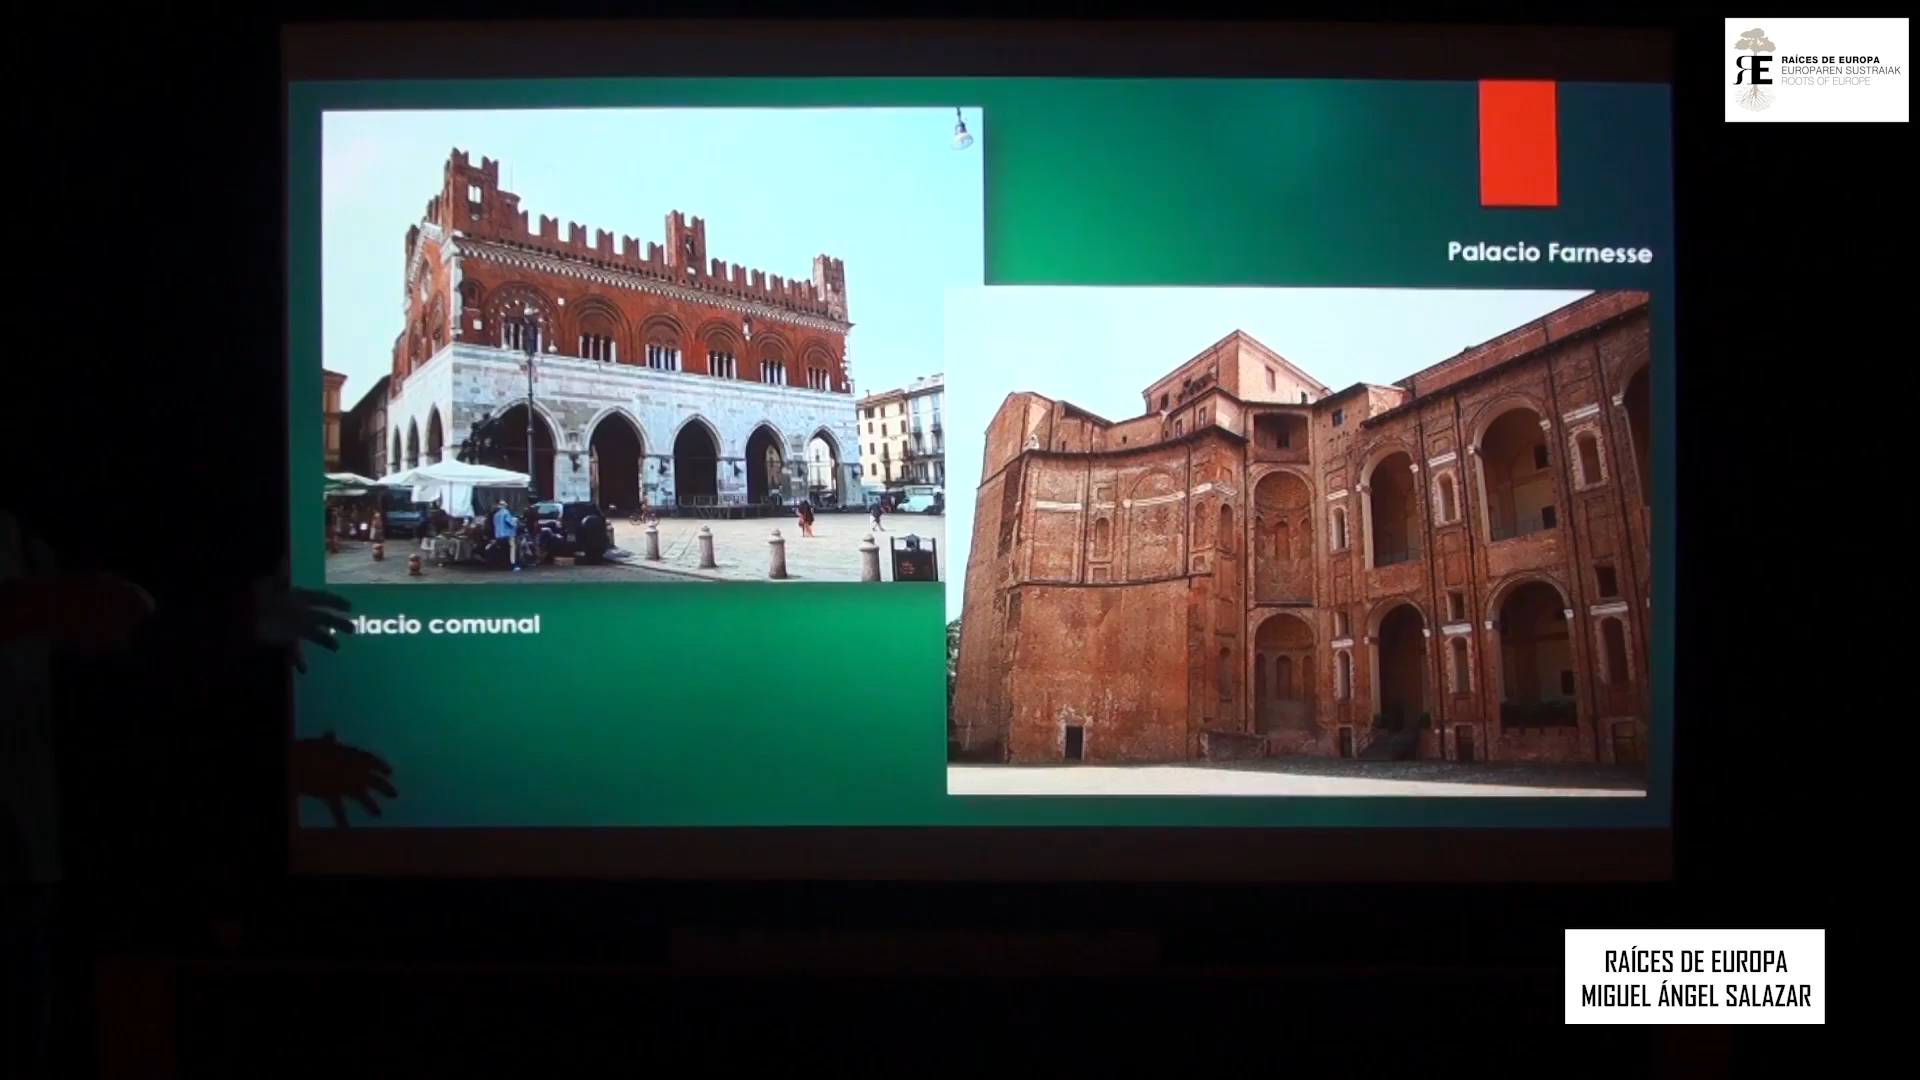 RAÍCES DE EUROPA
EUROPAREN SUSTRAIAK
ROOTS OF EUROPE
Palacio Farnesse
alacio comunal
RAÍCES DE EUROPA
MIGUEL ÁNGEL SALAZAR